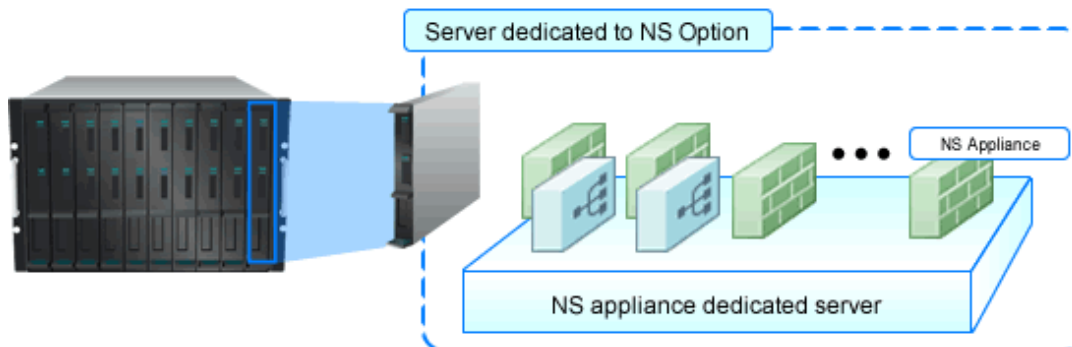 Server dedicated to NS Option
NS Appliance
NS appliance dedicated server